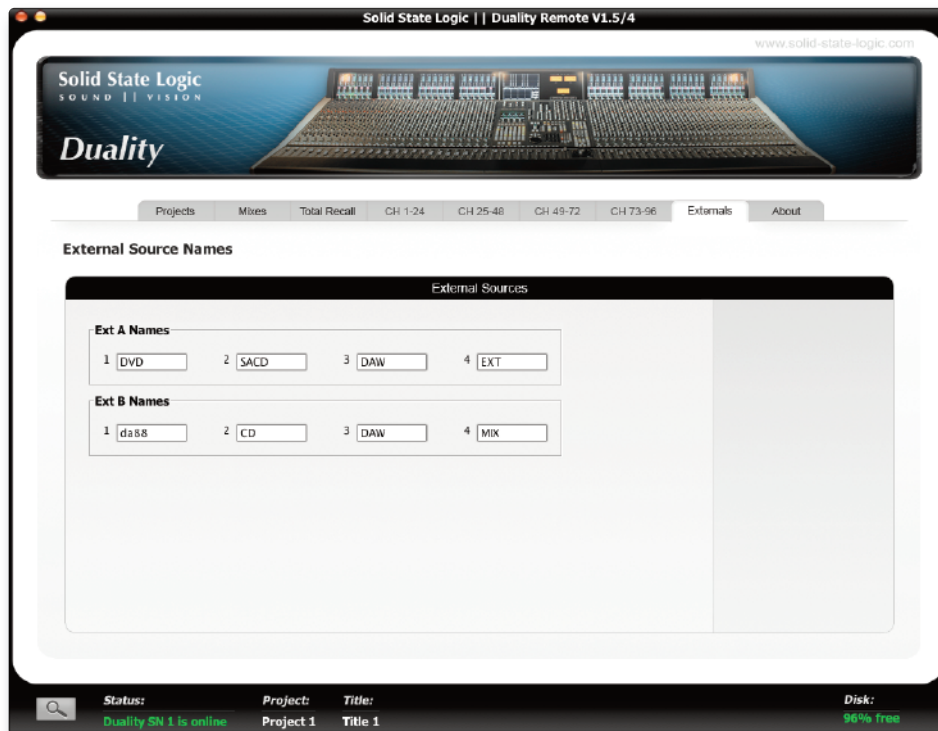 Solid State Logic || Duality Remote V1.5/4
www.solid-state-logic.com
Solid State Logic
SOUND || VISION
Duality
Projects Mixes Total Recall CH 1-24 CH 25-48 CH 49-72 CH 73-96 Externals About
External Source Names
External Sources
Ext A Names
1 DVD 2 SACD 3 DAW 4 EXT
Ext B Names
1 da88 2 CD 3 DAW 4 MIX
Status: Project: Title: Disk:
Duality SN 1 is online Project 1 Title 1 96% free